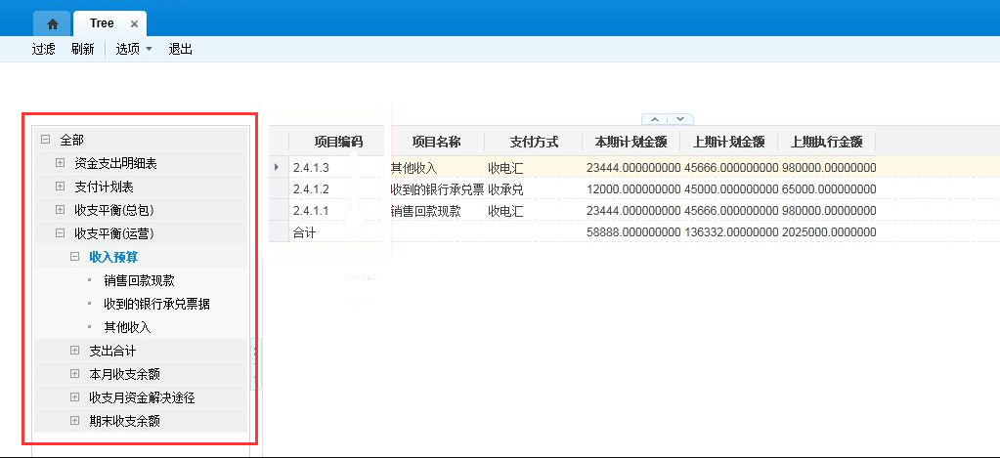 Tree
过滤 刷新 选项 退出
全部
资金支出明细表
支付计划表
收支平衡(总包)
收支平衡(运营)
收入预算
销售回款现款
收到的银行承兑票据
其他收入
支出合计
本月收支余额
收支月资金解决途径
期末收支余额
项目编码 项目名称 支付方式 本期计划金额 上期计划金额 上期执行金额
2.4.1.3 其他收入 收电汇 23444.000000000 45666.000000000 980000.00000000
2.4.1.2 收到的银行承兑票 收承兑 12000.000000000 45000.000000000 65000.000000000
2.4.1.1 销售回款现款 收电汇 23444.000000000 45666.000000000 980000.00000000
合计 58888.000000000 136332.00000000 2025000.0000000